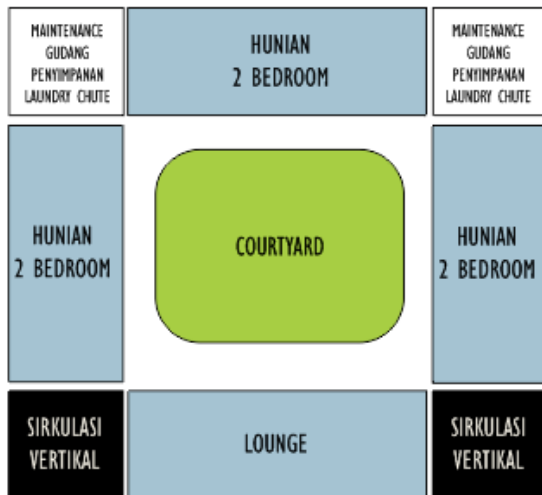 MAINTENANCE
GUDANG
PENYIMPANAN
LAUNDRY CHUTE
HUNIAN
2 BEDROOM
MAINTENANCE
GUDANG
PENYIMPANAN
LAUNDRY CHUTE
HUNIAN
2 BEDROOM
COURTYARD
HUNIAN
2 BEDROOM
SIRKULASI
VERTIKAL
LOUNGE
SIRKULASI
VERTIKAL